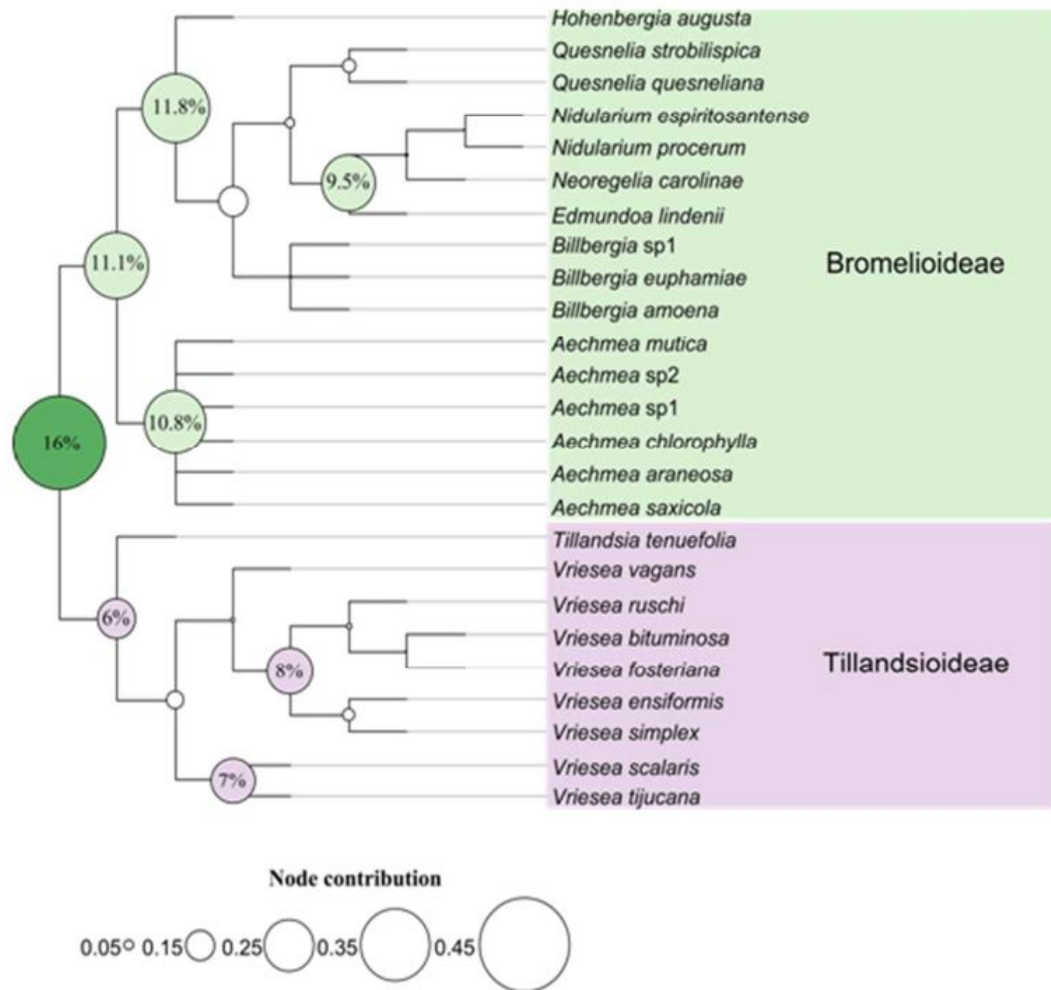 Hohenbergia augusta
Quesnelia strobilispica
11.8%
Quesnelia quesneliana
Nidularium espiritosantense
Nidularium procerum
9.5%
Neoregelia carolinae
Edmundoa lindenii
Billbergia sp1
11.1%
Billbergia euphamiae
Bromelioideae
Billbergia amoena
Aechmea mutica
Aechmea sp2
Aechmea sp1
10.8%
16%
Aechmea chlorophylla
Aechmea araneosa
Aechmea saxicola
Tillandsia tenuefolia
Vriesea vagans
Vriesea ruschi
6%
Vriesea bituminosa
8%
Vriesea fosteriana
Tillandsioideae
Vriesea ensiformis
Vriesea simplex
Vriesea scalaris
7%
Vriesea tijucana
Node contribution
0.05 0.15 0.25 0.35 0.45